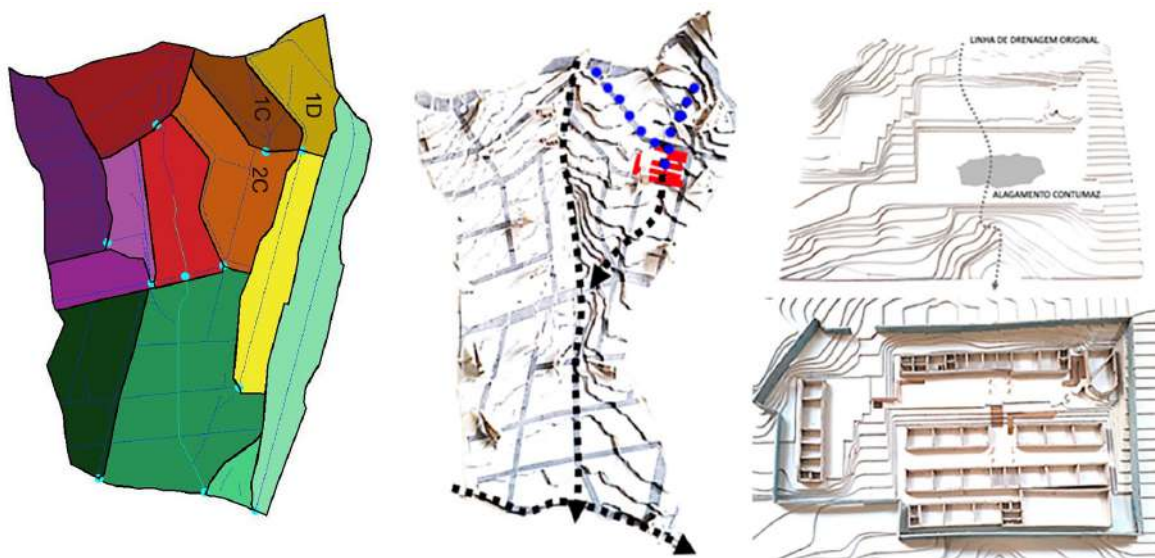 1C
1D
2C
LINHA DE DRENAGEM ORIGINAL
ALAGAMENTO CONTUMAZ